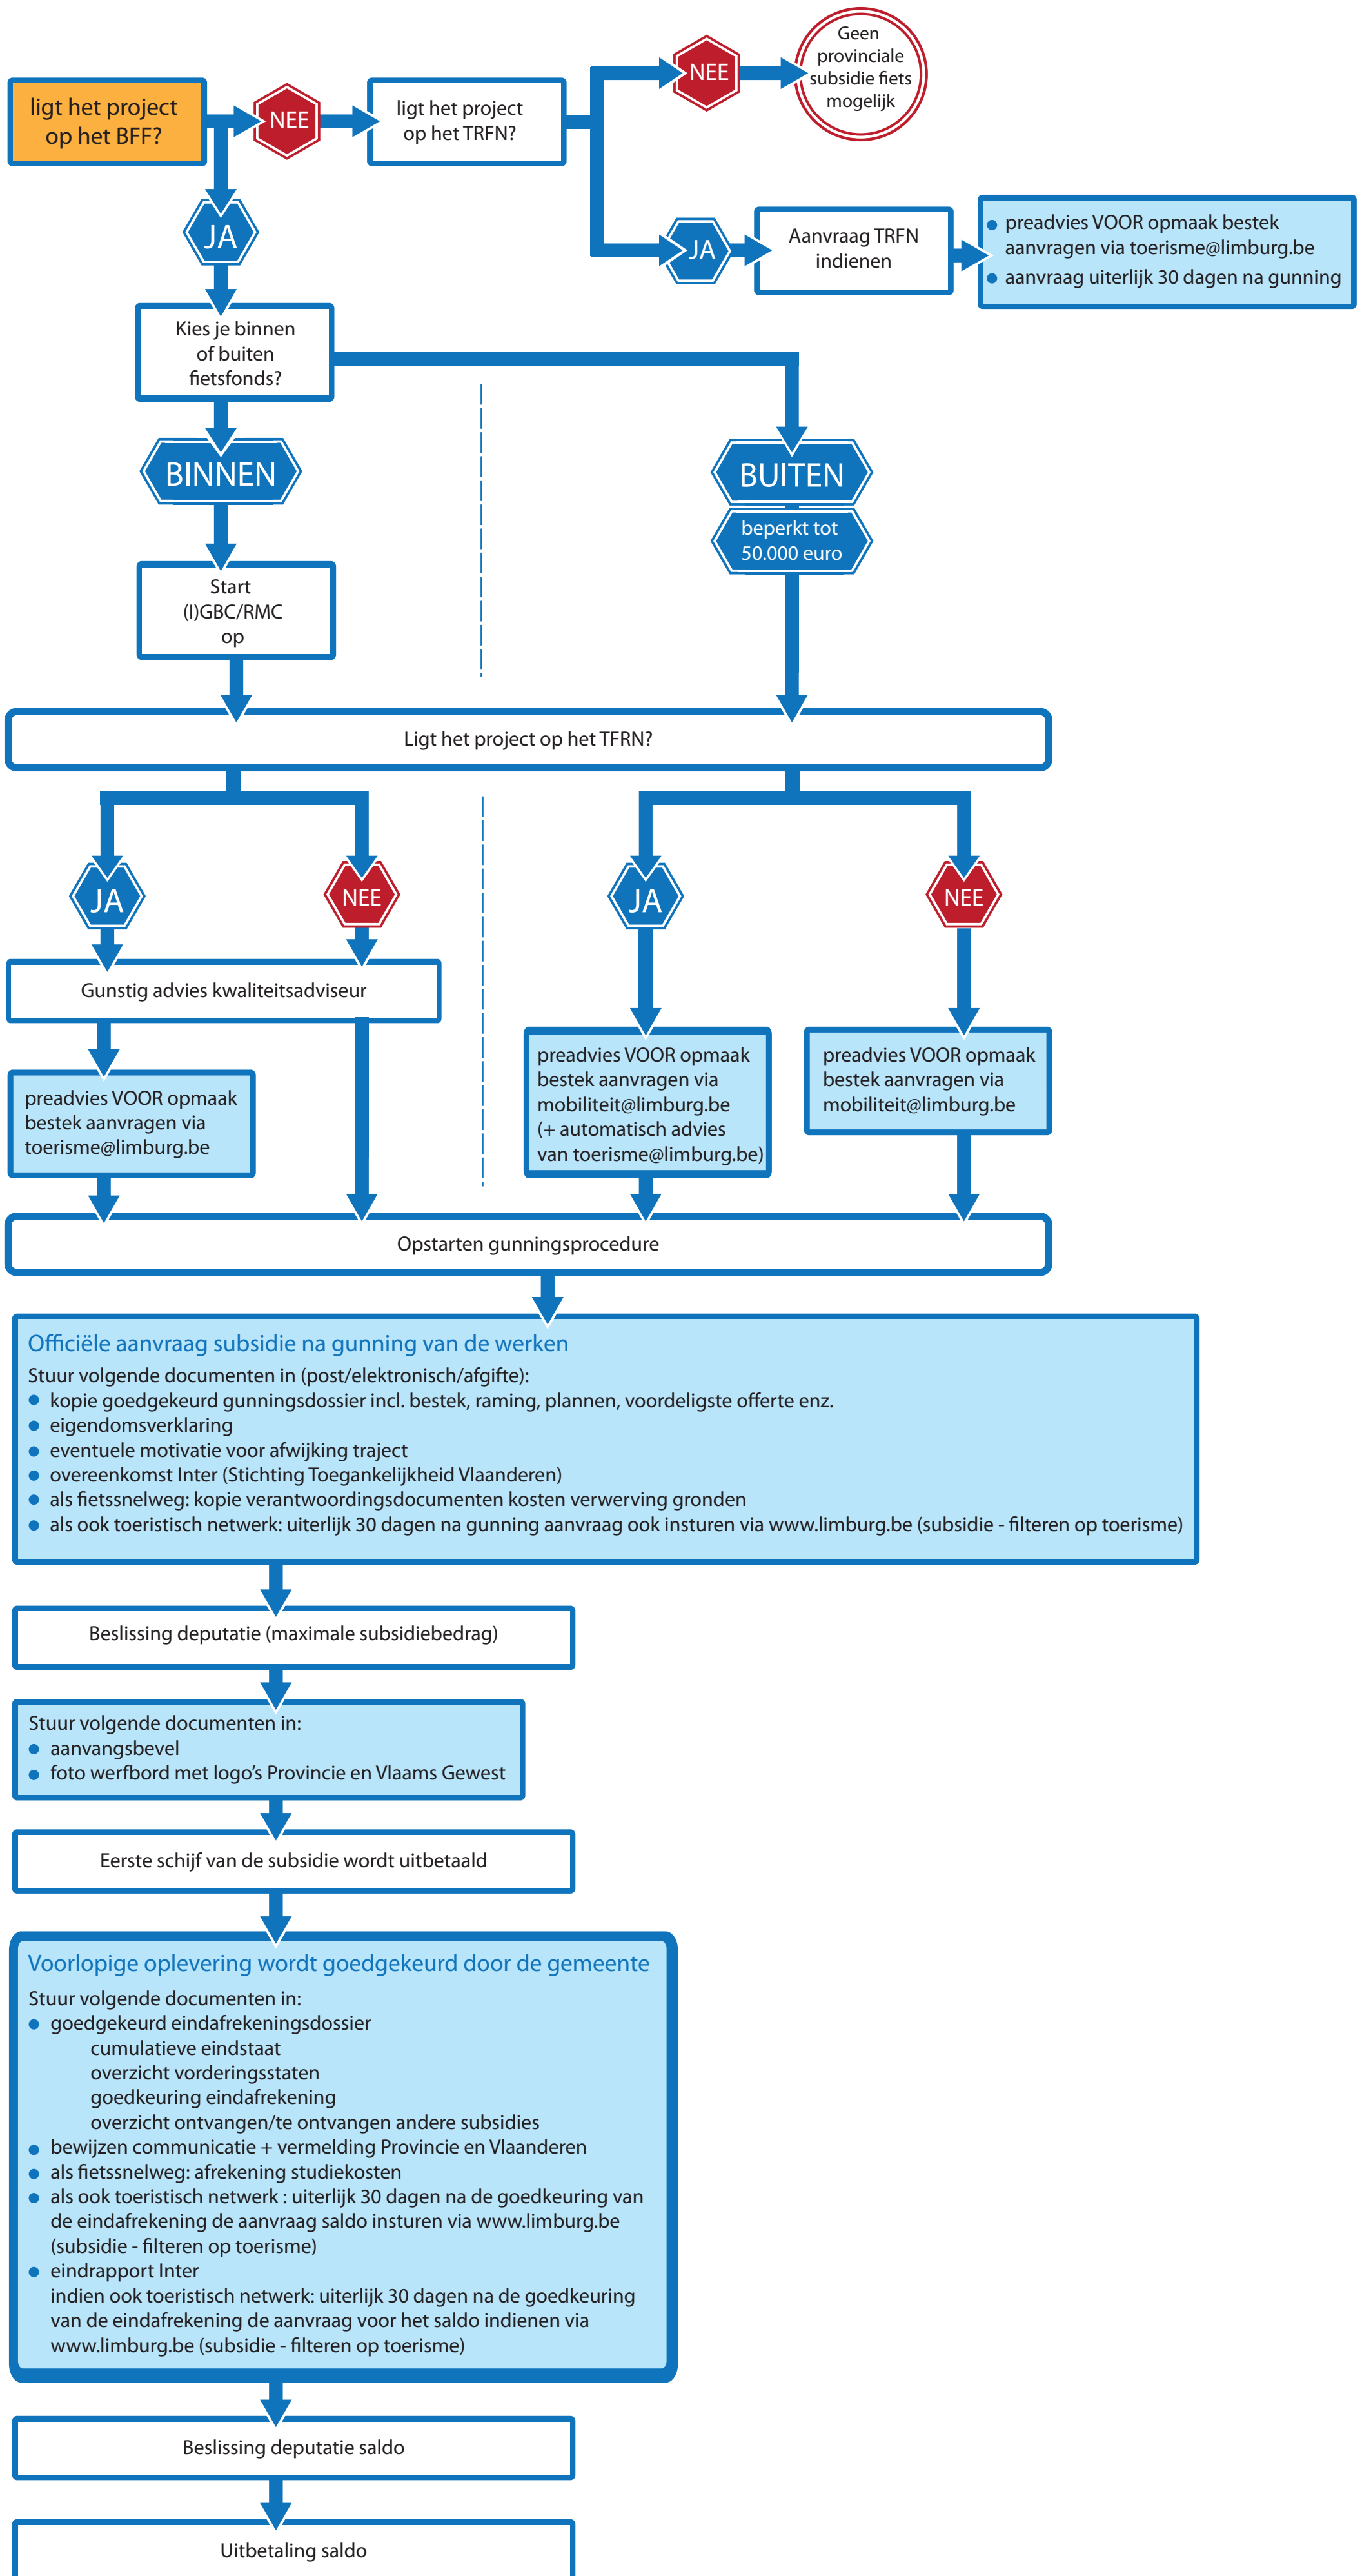 Geen
provinciale
subsidie fiets
mogelijk
NEE
ligt het project
op het BFF?
NEE
ligt het project
op het TRFN?
JA
JA
Aanvraag TRFN
indienen
preadvies VOOR opmaak bestek
aanvragen via toerisme@limburg.be
aanvraag uiterlijk 30 dagen na gunning
Kies je binnen
of buiten
fietsfonds?
BINNEN
BUITEN
beperkt tot
50.000 euro
Start
(I)GBC/RMC
op
Ligt het project op het TFRN?
JA
NEE
JA
NEE
Gunstig advies kwaliteitsadviseur
preadvies VOOR opmaak
bestek aanvragen via
toerisme@limburg.be
preadvies VOOR opmaak
bestek aanvragen via
mobiliteit@limburg.be
(+ automatisch advies
van toerisme@limburg.be)
preadvies VOOR opmaak
bestek aanvragen via
mobiliteit@limburg.be
Opstarten gunningsprocedure
Officiële aanvraag subsidie na gunning van de werken
Stuur volgende documenten in (post/elektronisch/afgifte):
kopie goedgekeurd gunningsdossier incl. bestek, raming, plannen, voordeligste offerte enz.
eigendomsverklaring
eventuele motivatie voor afwijking traject
overeenkomst Inter (Stichting Toegankelijkheid Vlaanderen)
als fietssnelweg: kopie verantwoordingsdocumenten kosten verwerving gronden
als ook toeristisch netwerk: uiterlijk 30 dagen na gunning aanvraag ook insturen via www.limburg.be (subsidie - filteren op toerisme)
Beslissing deputatie (maximale subsidiebedrag)
Stuur volgende documenten in:
aanvangsbevel
foto werfbord met logo's Provincie en Vlaams Gewest
Eerste schijf van de subsidie wordt uitbetaald
Voorlopige oplevering wordt goedgekeurd door de gemeente
Stuur volgende documenten in:
goedgekeurd eindafrekeningsdossier
cumulatieve eindstaat
overzicht vorderingsstaten
goedkeuring eindafrekening
overzicht ontvangen/te ontvangen andere subsidies
bewijzen communicatie + vermelding Provincie en Vlaanderen
als fietssnelweg: afrekening studiekosten
als ook toeristisch netwerk : uiterlijk 30 dagen na de goedkeuring van
de eindafrekening de aanvraag saldo insturen via www.limburg.be
(subsidie - filteren op toerisme)
eindrapport Inter
indien ook toeristisch netwerk: uiterlijk 30 dagen na de goedkeuring
van de eindafrekening de aanvraag voor het saldo indienen via
www.limburg.be (subsidie - filteren op toerisme)
Beslissing deputatie saldo
Uitbetaling saldo